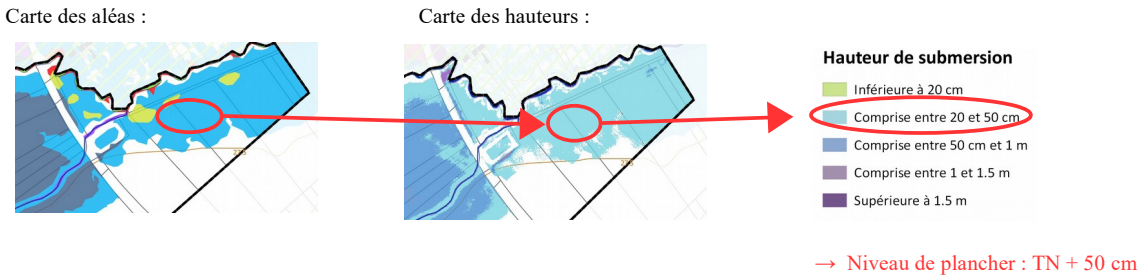 Carte des aléas :
Carte des hauteurs :
Hauteur de submersion
Inférieure à 20 cm
Comprise entre 20 et 50 cm
Comprise entre 50 cm et 1 m
Comprise entre 1 et 1.5 m
Supérieure à 1.5 m
→ Niveau de plancher : TN + 50 cm